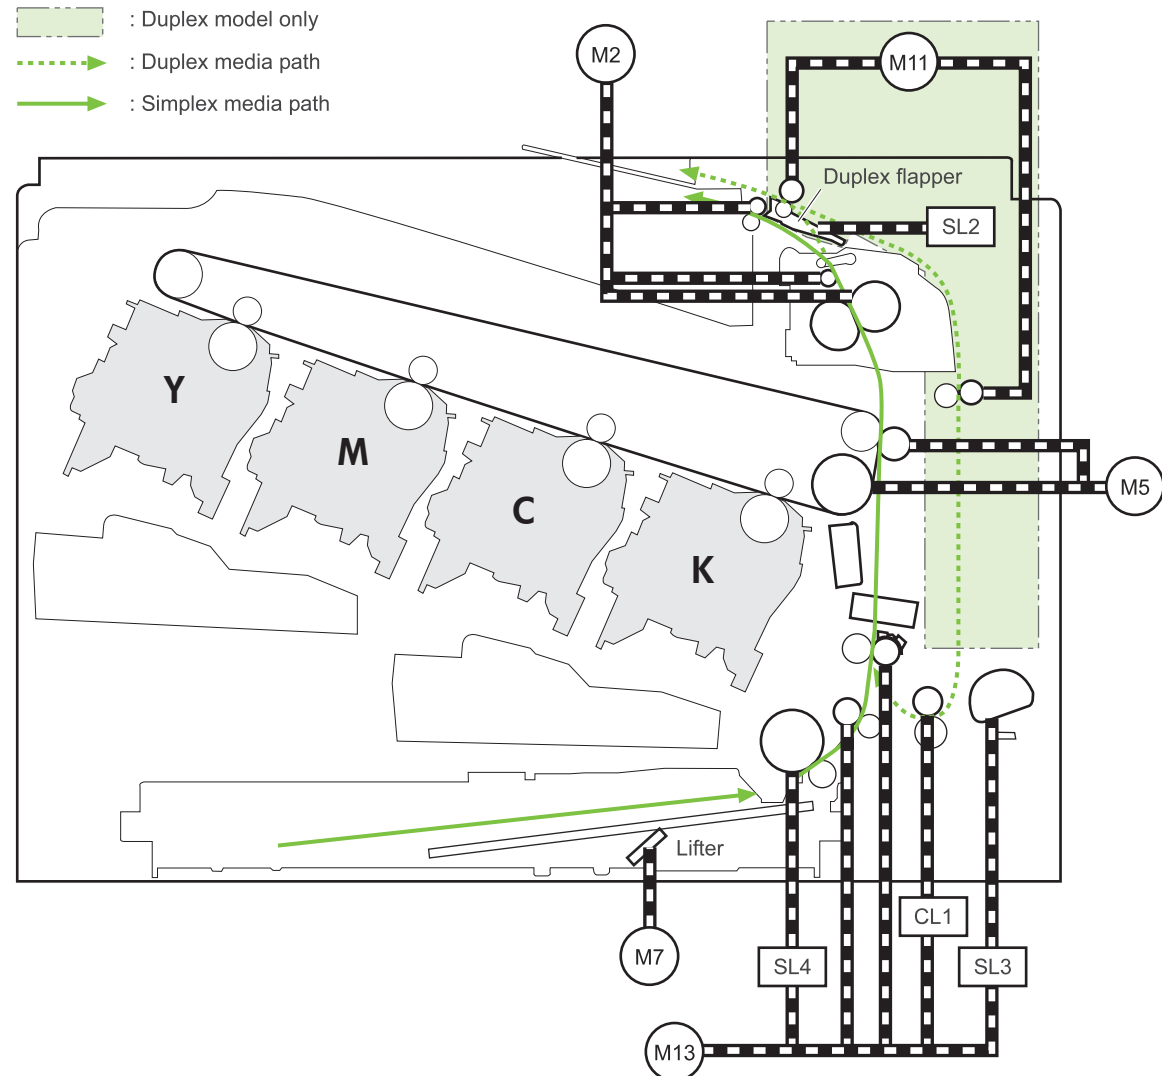 : Duplex model only
: Duplex media path
: Simplex media path
M2
M11
Duplex flapper
SL2
Y
M
C
K
M5
Lifter
CL1
M7
SL4
SL3
M13